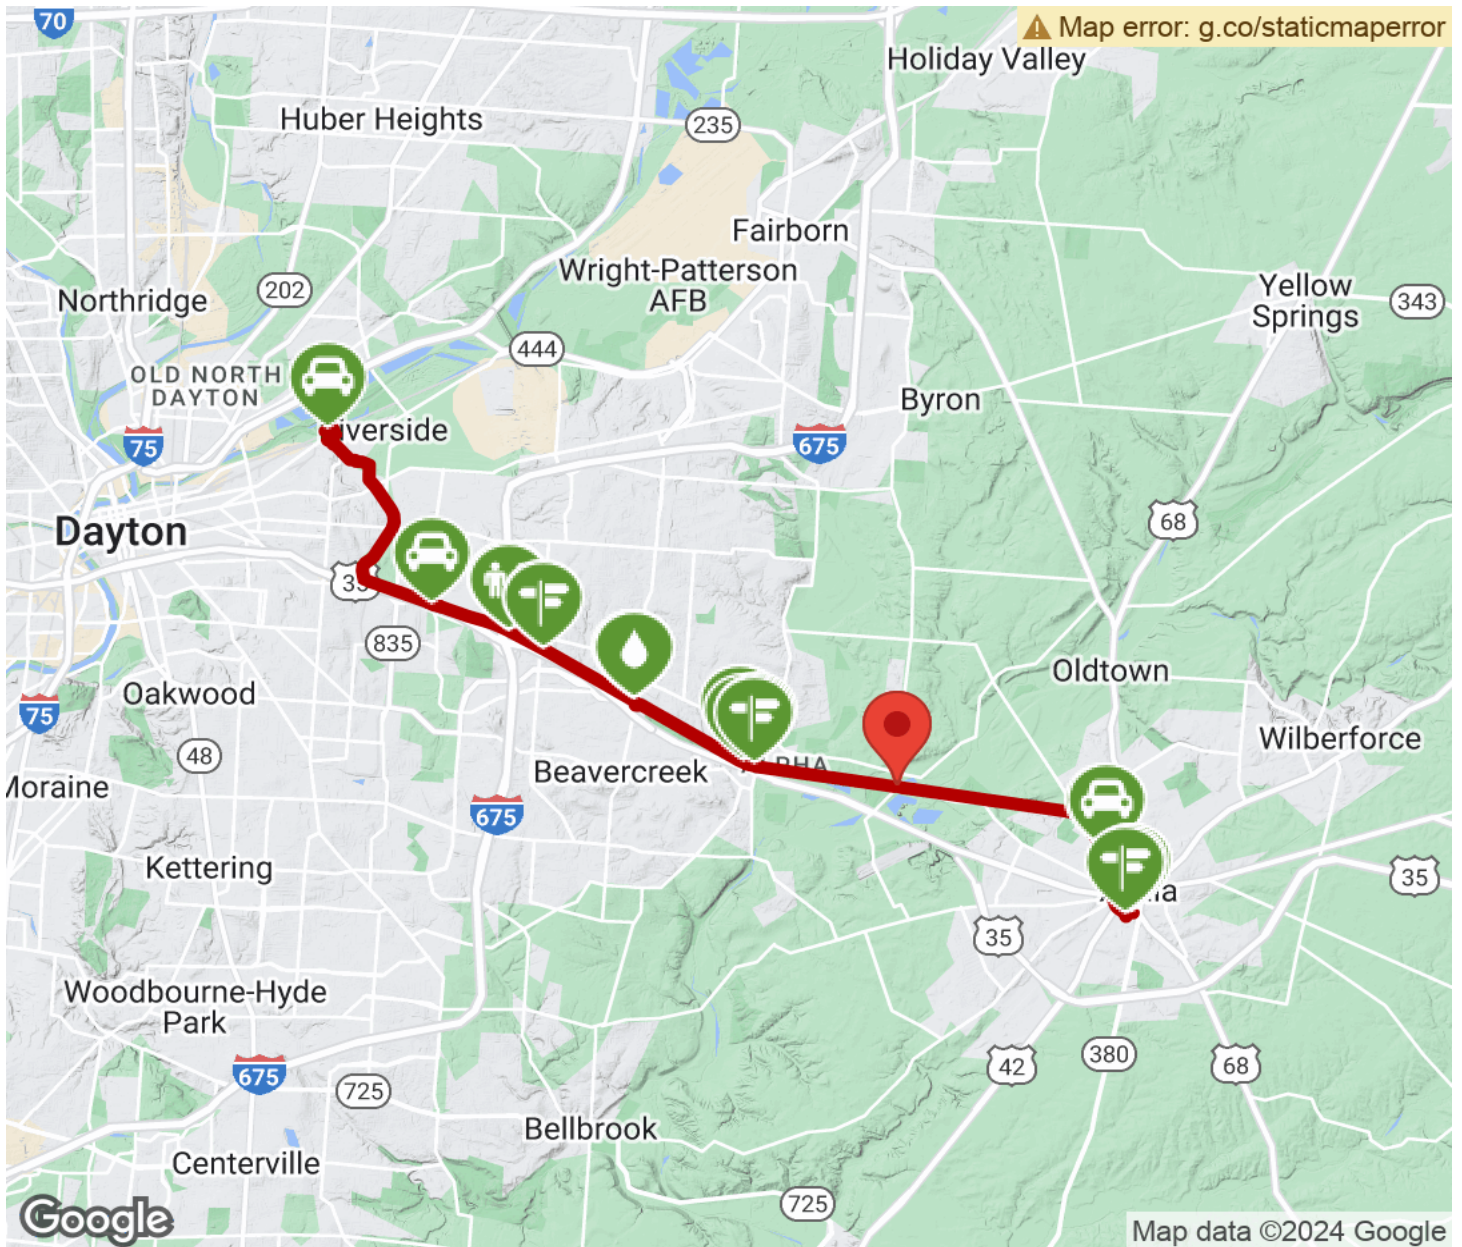 70
Map error: g.co/staticmaperror
Holiday Valley
Huber Heights
235
Fairborn
Wright-Patterson
AFB
Yellow
Springs
343
Northridge
202
444
OLD NORTH
DAYTON
Byron
iverside
75
675
Dayton
68
835
Oldtown
Oakwood
75
48
Wilberforce
Beavercreek
Moraine
675
Kettering
35
35
Woodbourne-Hyde
Park
675
725
42
380
68
Bellbrook
Centerville
725
Google
Map data ©2024 Google